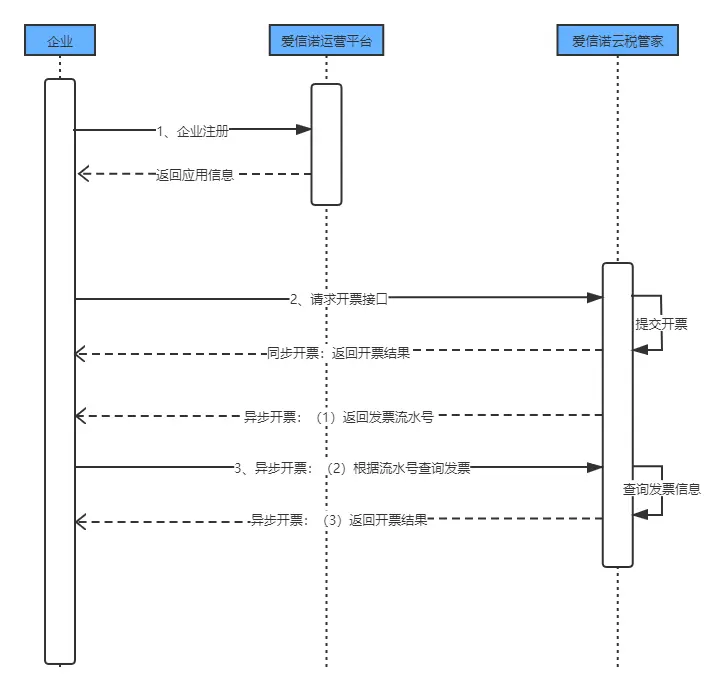 企业
爱信诺运营平台
爱信诺云税管家
1、企业注册
返回应用信息
2、请求开票接口
提交开票
同步开票：返回开票结果
异步开票：（1）返回发票流水号
3、异步开票：（2）根据流水号查询发票
查询发票信息
异步开票：（3）返回开票结果